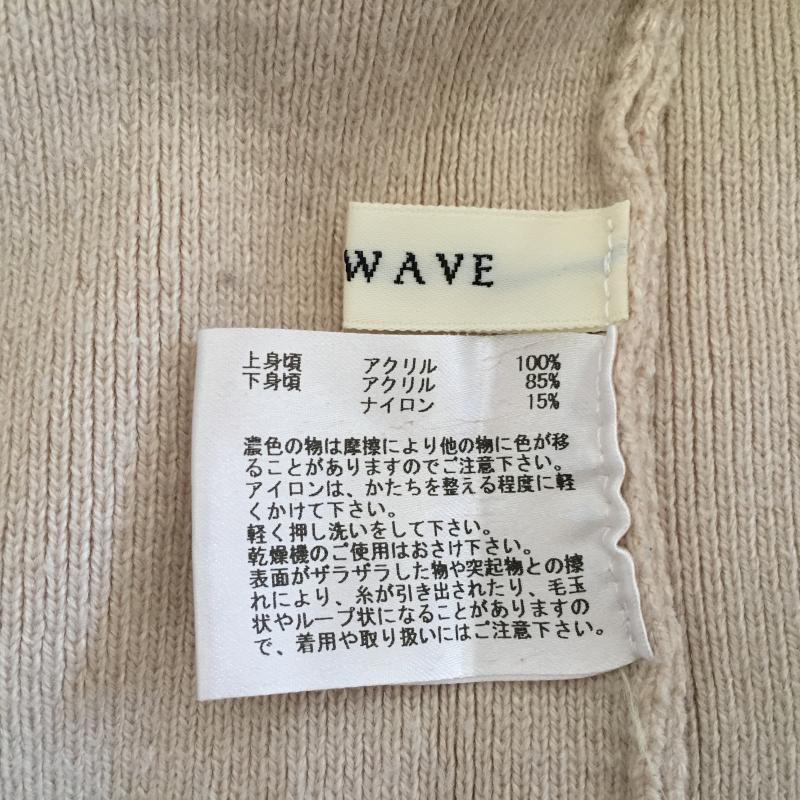 WAVE
上身頃 アクリル 100%
下身頃 アクリル 85%
ナイロン 15%
濃色の物は摩擦により他の物に色が移
ることがありますのでご注意下さい。
アイロンは、かたちを整える程度に軽
くかけて下さい。
軽く押し洗いをして下さい。
乾燥機のご使用はおさけ下さい。
表面がザラザラした物や突起物との擦
れにより、糸が引き出されたり、毛玉
状やループ状になることがありますの
で、着用や取り扱いにはご注意下さい。